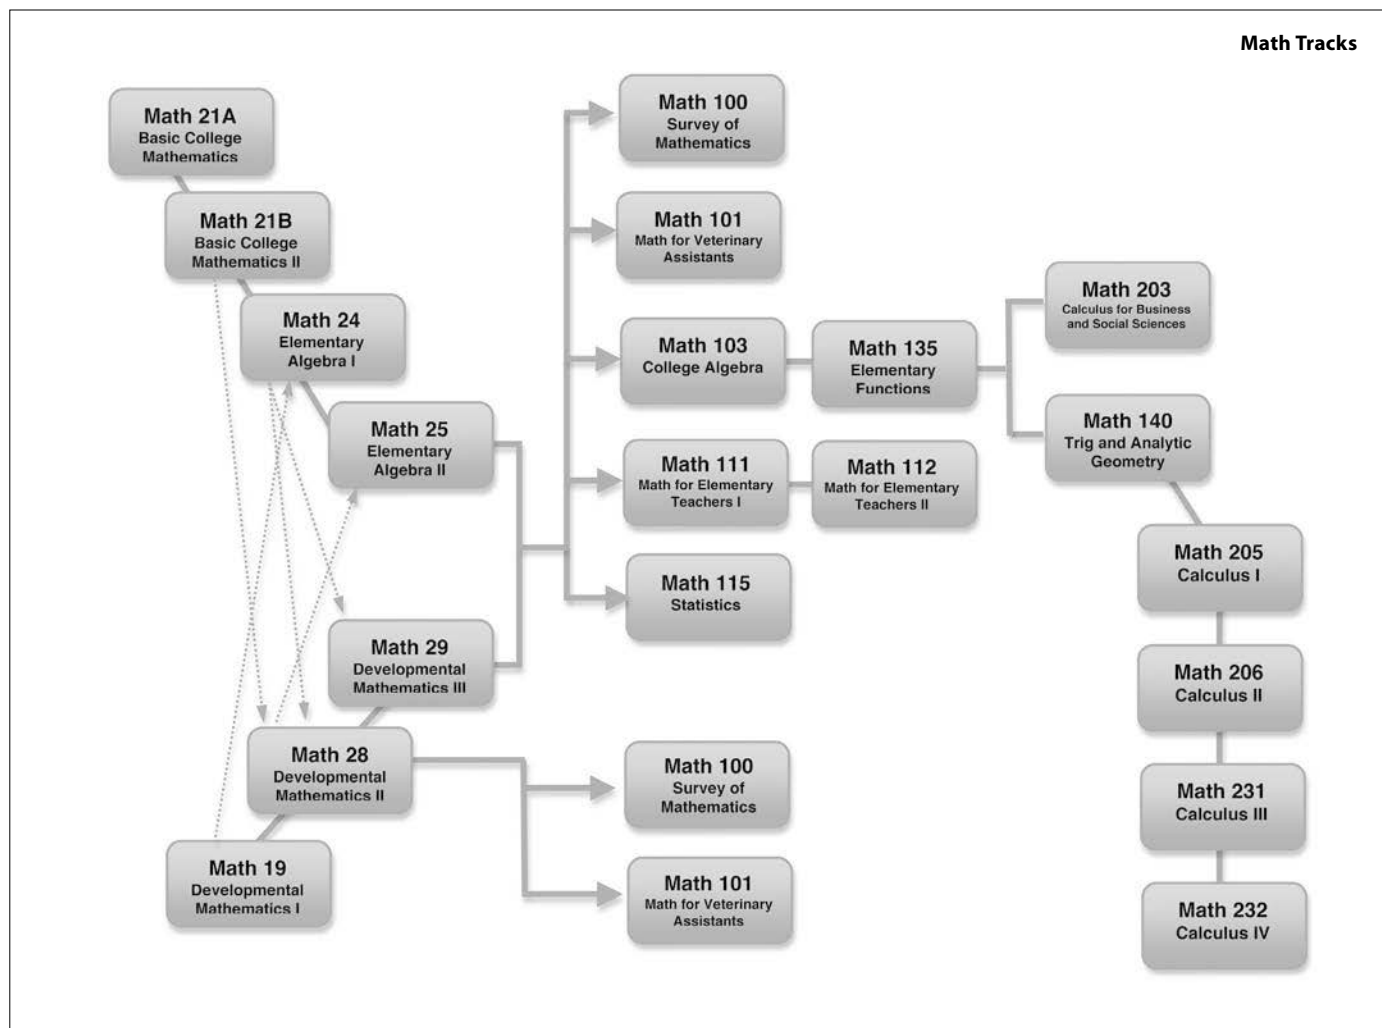 Math Tracks
Math 21A
Basic College
Mathematics
Math 21B
Basic College
Mathematics II
Math 24
Elementary
Algebra I
Math 25
Elementary
Algebra II
Math 29
Developmental
Mathematics III
Math 28
Developmental
Mathematics II
Math 19
Developmental
Mathematics I
Math 100
Survey of
Mathematics
Math 101
Math for Veterinary
Assistants
Math 103
College Algebra
Math 135
Elementary
Functions
Math 111
Math for Elementary
Teachers I
Math 112
Math for Elementary
Teachers II
Math 115
Statistics
Math 100
Survey of
Mathematics
Math 101
Math for Veterinary
Assistants
Math 203
Calculus for Business
and Social Sciences
Math 140
Trig and Analytic
Geometry
Math 205
Calculus I
Math 206
Calculus II
Math 231
Calculus III
Math 232
Calculus IV